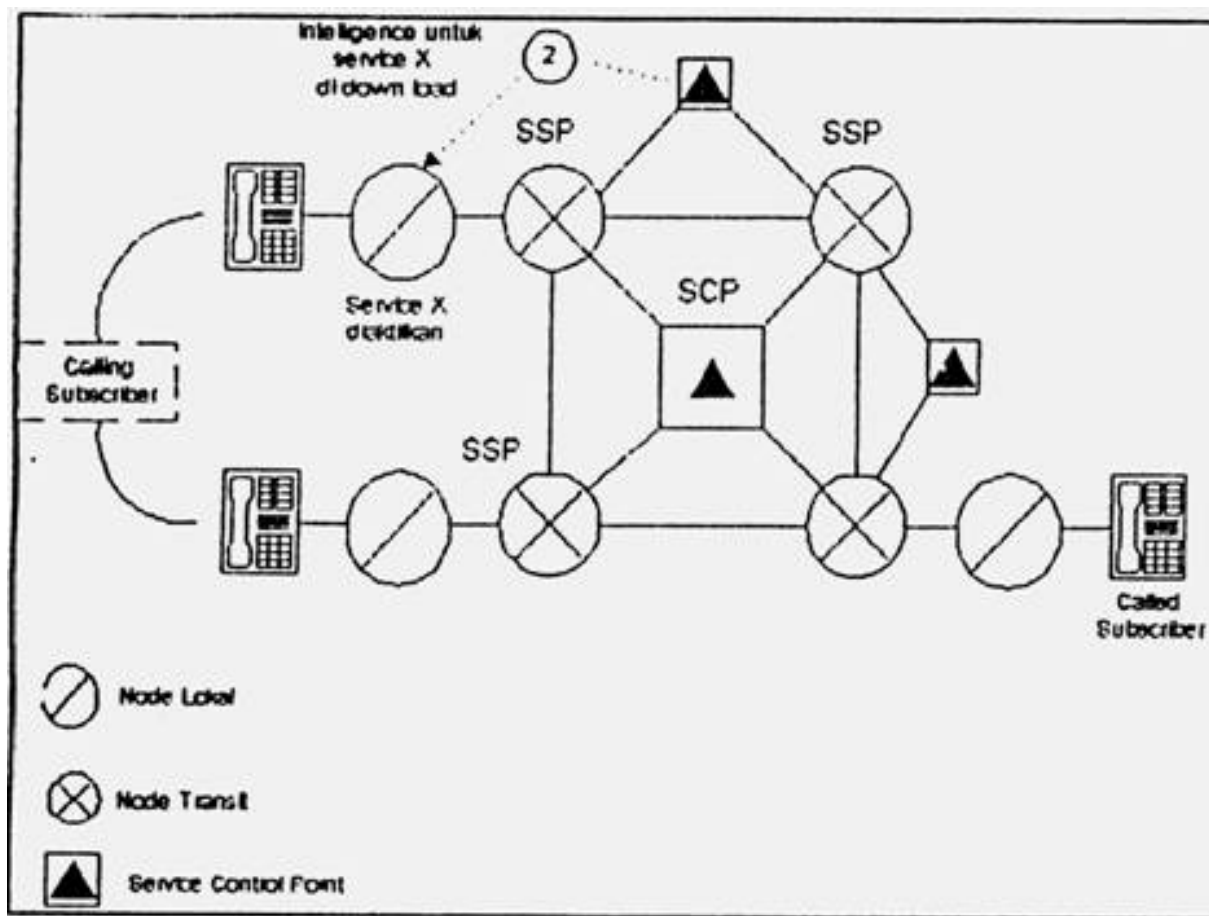 Intelligence untuk
service X
di down load
2
SSP
SSP
Service X
diaktifkan
SCP
Calling
Subscriber
SSP
Called
Subscriber
Node Lokal
Node Transit
Service Control Point